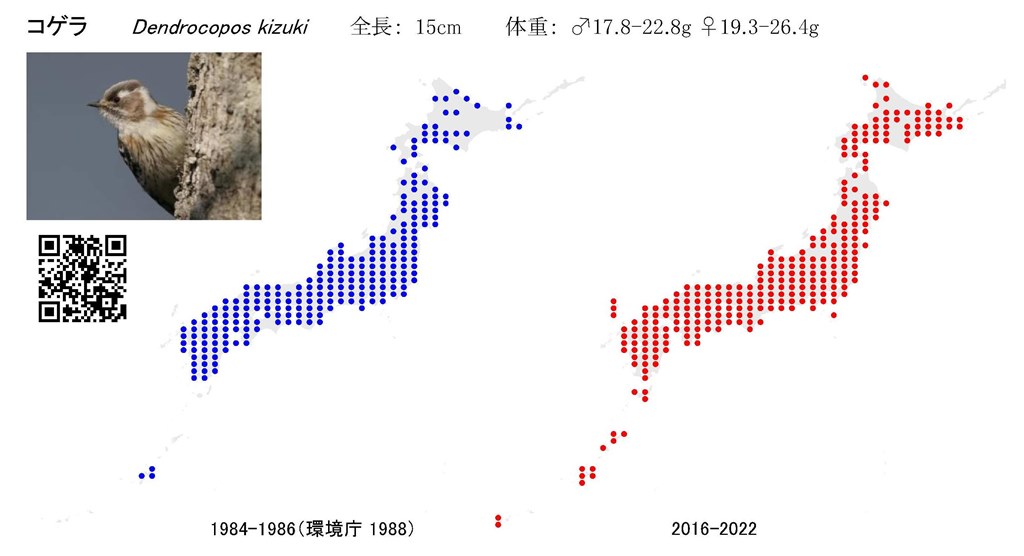 コゲラ Dendrocopos kizuki 全長： 15cm 体重： ♂17.8-22.8g ♀19.3-26.4g
1984-1986（環境庁 1988） 2016-2022